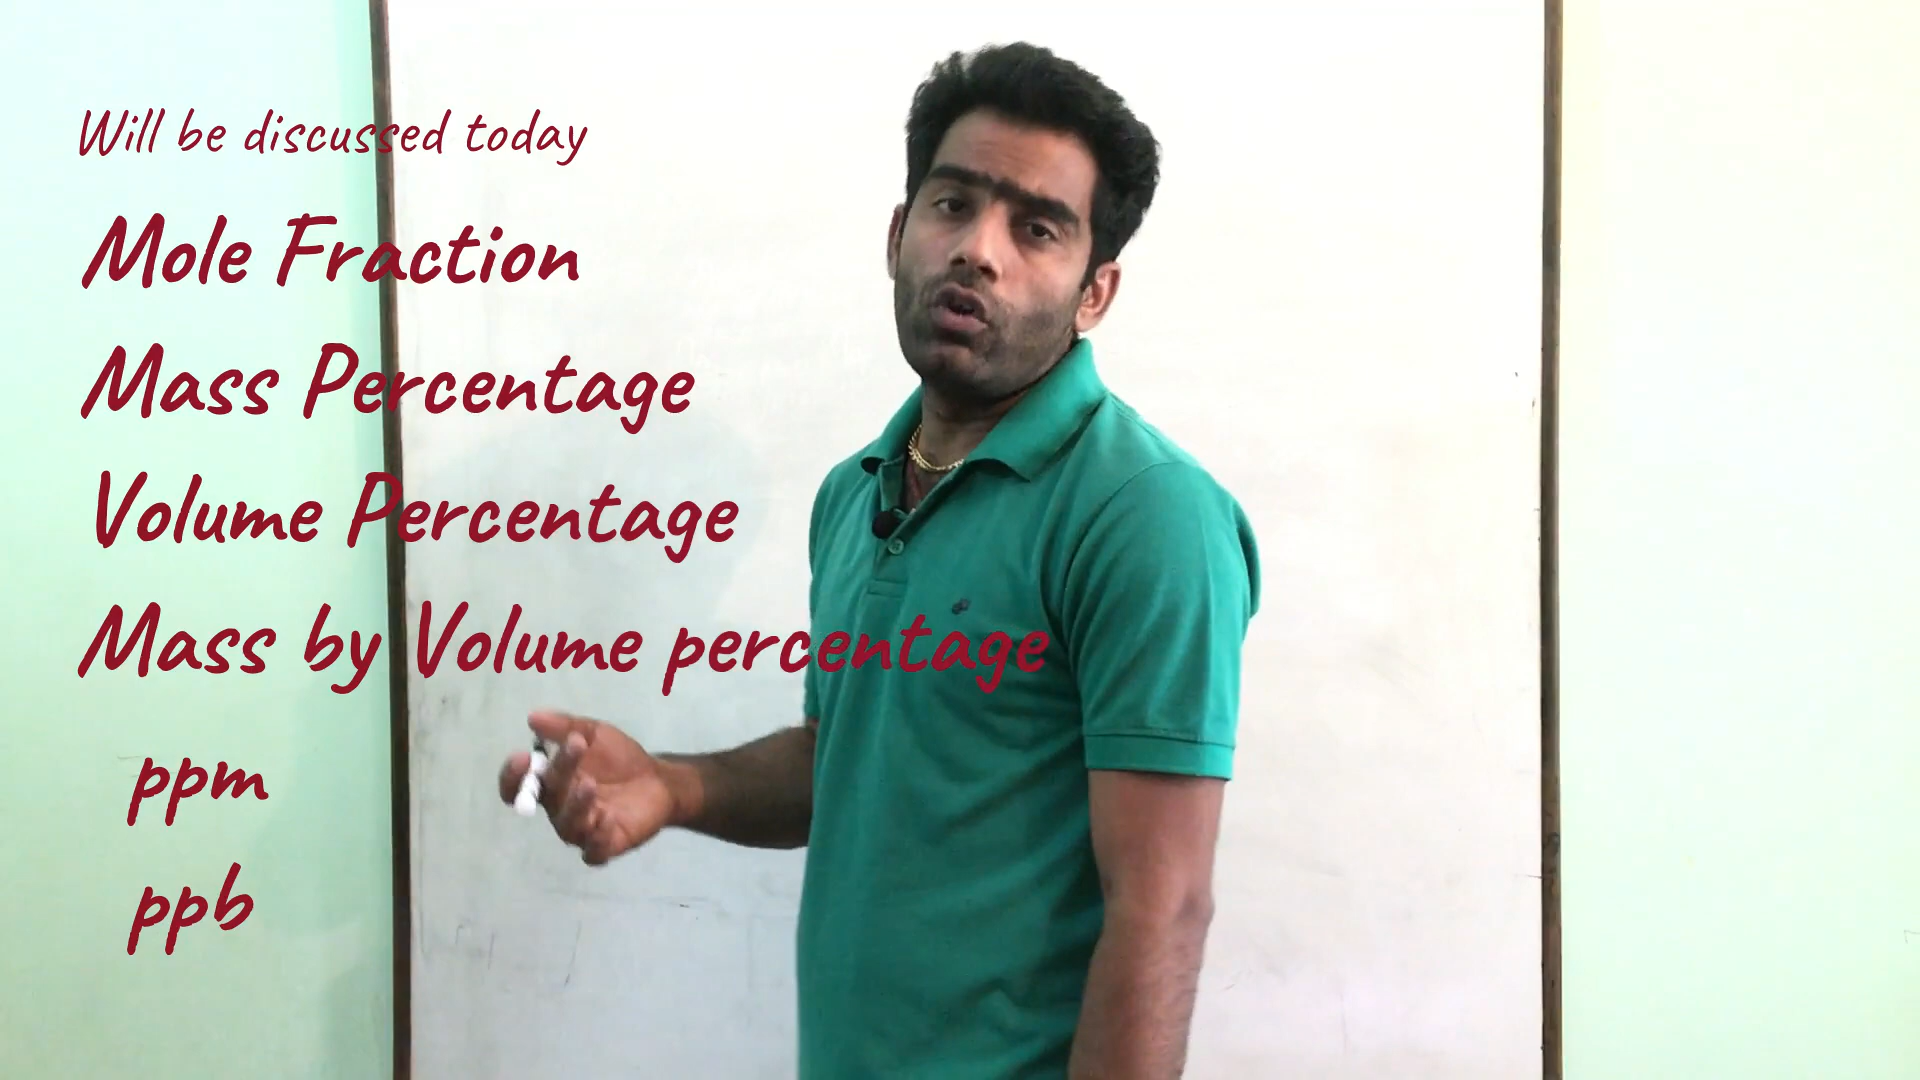 Will be discussed today
Mole Fraction
Mass Percentage
Volume Percentage
Mass by Volume percentage
ppm
ppb